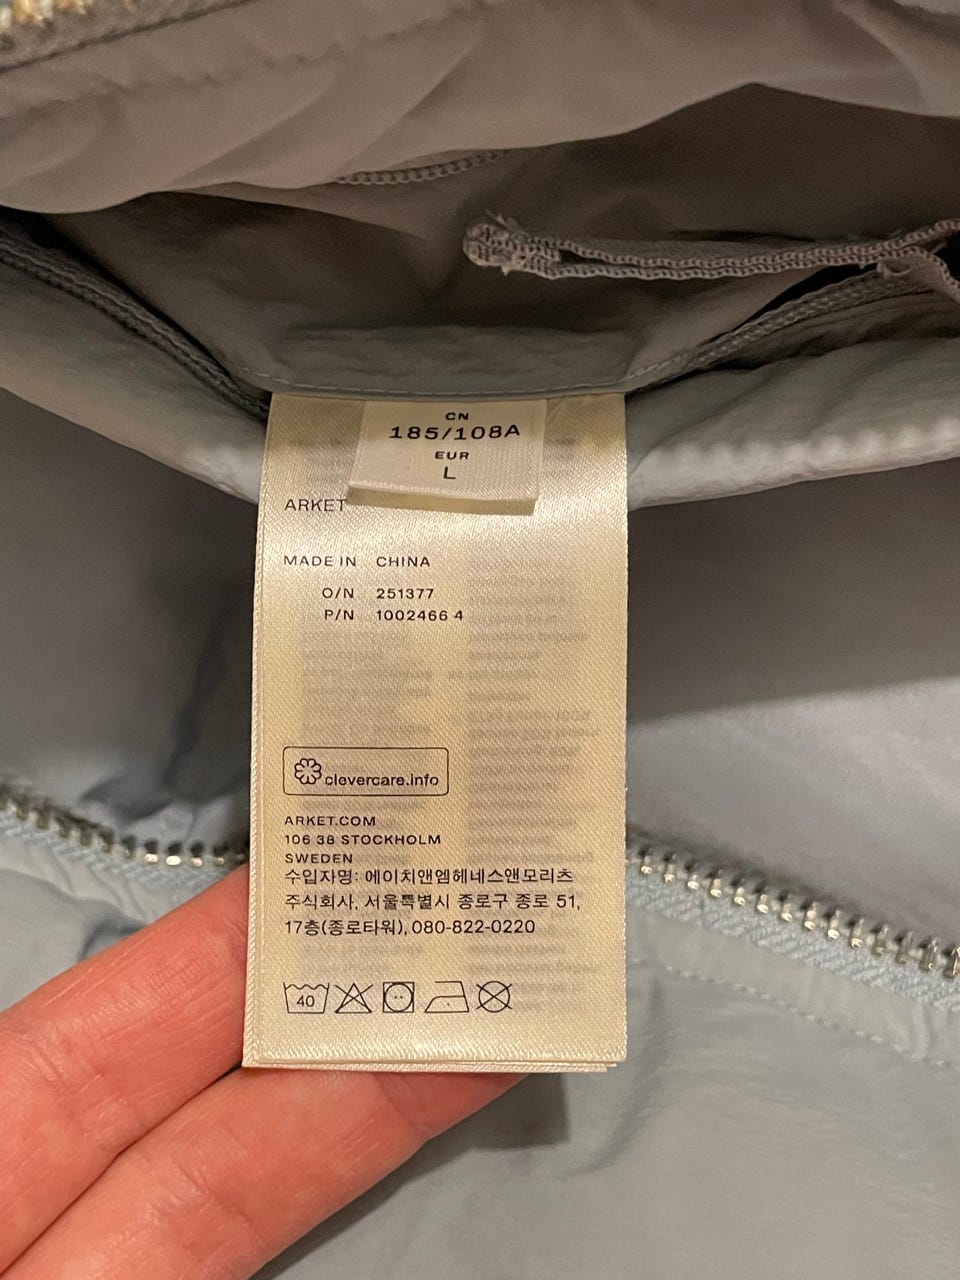 CN
185/108A
EUR
L
ARKET
MADE IN CHINA
O/N 251377
P/N 1002466 4
clevercare.info
ARKET.COM
106 38 STOCKHOLM
SWEDEN
수입자명: 에이치앤엠헤네스앤모리츠
주식회사, 서울특별시 종로구 종로 51,
17층(종로타워), 080-822-0220
40